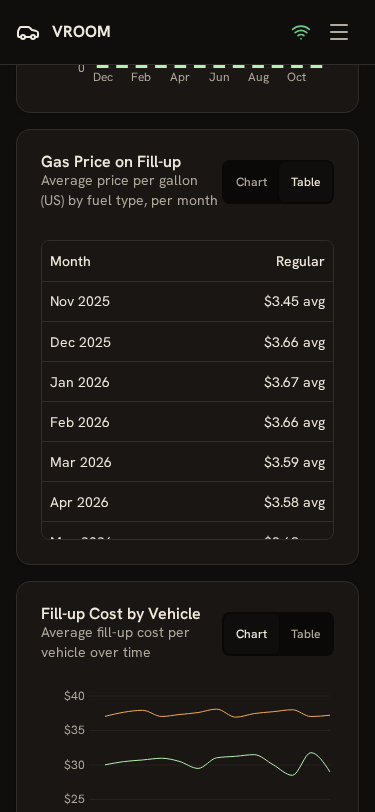 VROOM
0
Dec Feb Apr Jun Aug Oct
Gas Price on Fill-up
Average price per gallon
(US) by fuel type, per month
Chart Table
Month Regular
Nov 2025 $3.45 avg
Dec 2025 $3.66 avg
Jan 2026 $3.67 avg
Feb 2026 $3.66 avg
Mar 2026 $3.59 avg
Apr 2026 $3.58 avg
Fill-up Cost by Vehicle
Average fill-up cost per
vehicle over time
Chart Table
$40
$35
$30
$25